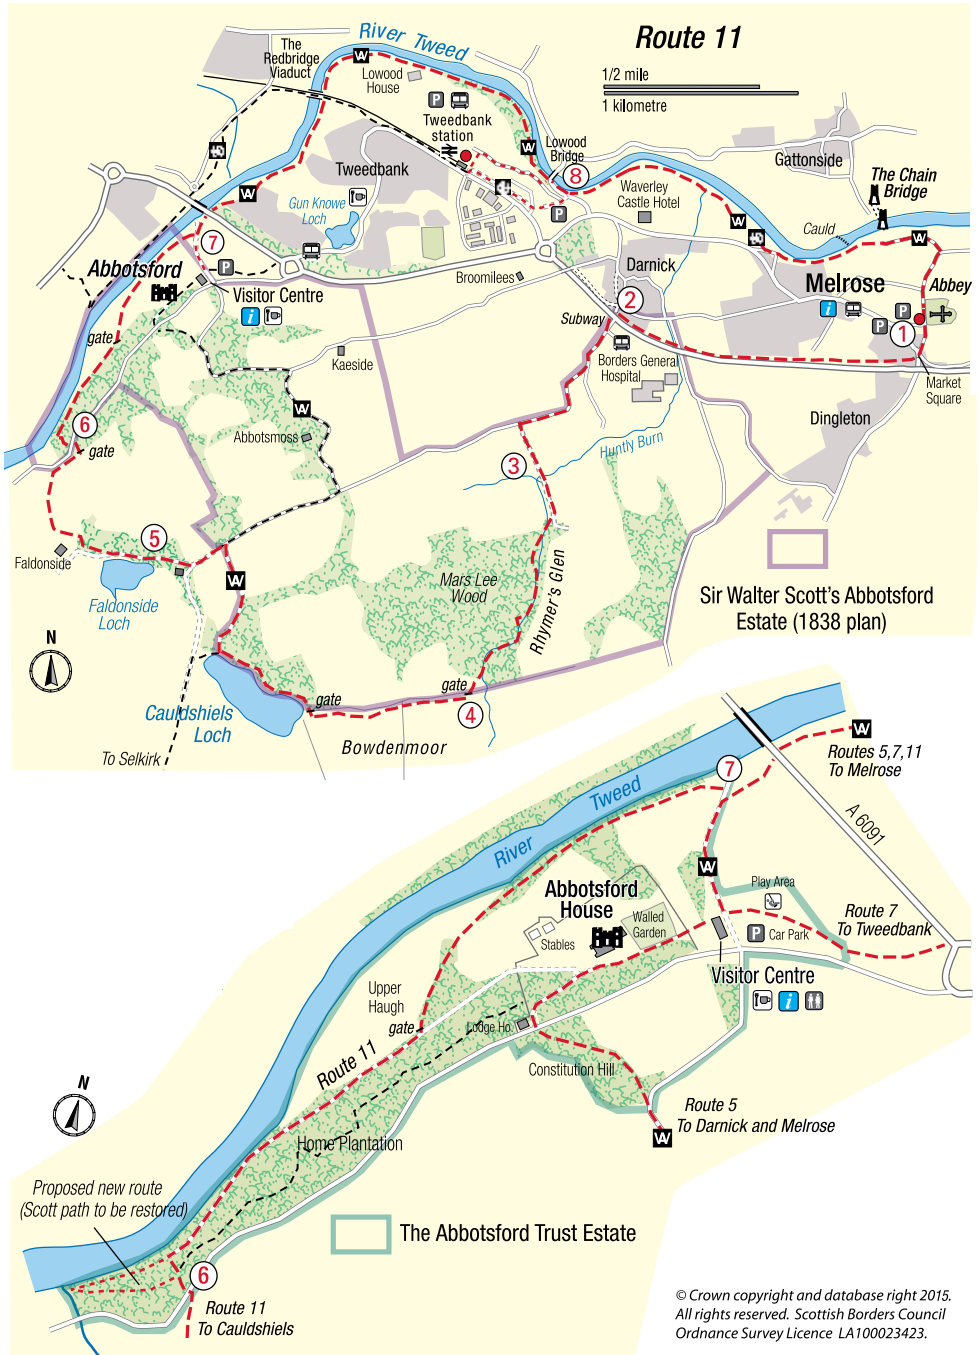 Route 11
1/2 mile
1 kilometre
River Tweed
The
Redbridge
Viaduct
Lowood
House
P
Tweedbank
station
Lowood
Bridge
8
Gattonside
The Chain
Bridge
Tweedbank
Gun Knowe
Loch
Waverley
Castle Hotel
P
Cauld
7
Abbotsford
P
Visitor Centre
i
Broomilees
Darnick
2
Subway
Melrose
i
Abbey
P
P
1
gate
Kaeside
Borders General
Hospital
Market
Square
6
gate
Abbotsmoss
Dingleton
Huntly Burn
3
5
Faldonside
Faldonside
Loch
Mars Lee
Wood
Rhymer's Glen
Sir Walter Scott's Abbotsford
Estate (1838 plan)
N
gate
gate
4
Cauldshiels
Loch
Bowdenmoor
To Selkirk
7
Routes 5,7,11
To Melrose
River Tweed
A 6091
Abbotsford
House
Play Area
Walled
Garden
Stables
P
Car Park
Route 7
To Tweedbank
Visitor Centre
i
Upper
Haugh
gate
Lodge Ho.
Route 11
Constitution Hill
N
Route 5
To Darnick and Melrose
Home Plantation
Proposed new route
(Scott path to be restored)
The Abbotsford Trust Estate
6
Route 11
To Cauldshiels
© Crown copyright and database right 2015.
All rights reserved. Scottish Borders Council
Ordnance Survey Licence LA100023423.